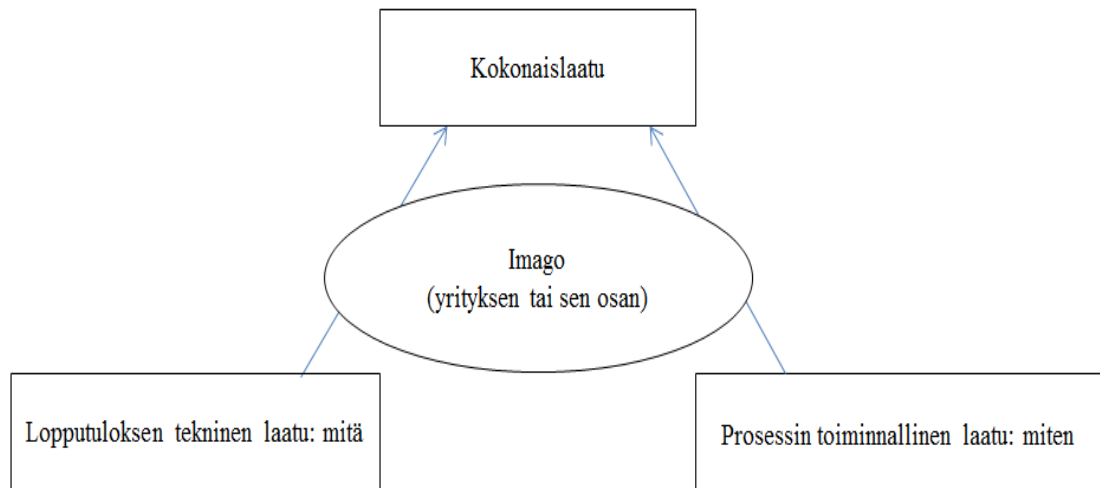 Kokonaislaatu
Imago
(yrityksen tai sen osan)
Lopputuloksen tekninen laatu: mitä
Prosessin toiminnallinen laatu: miten